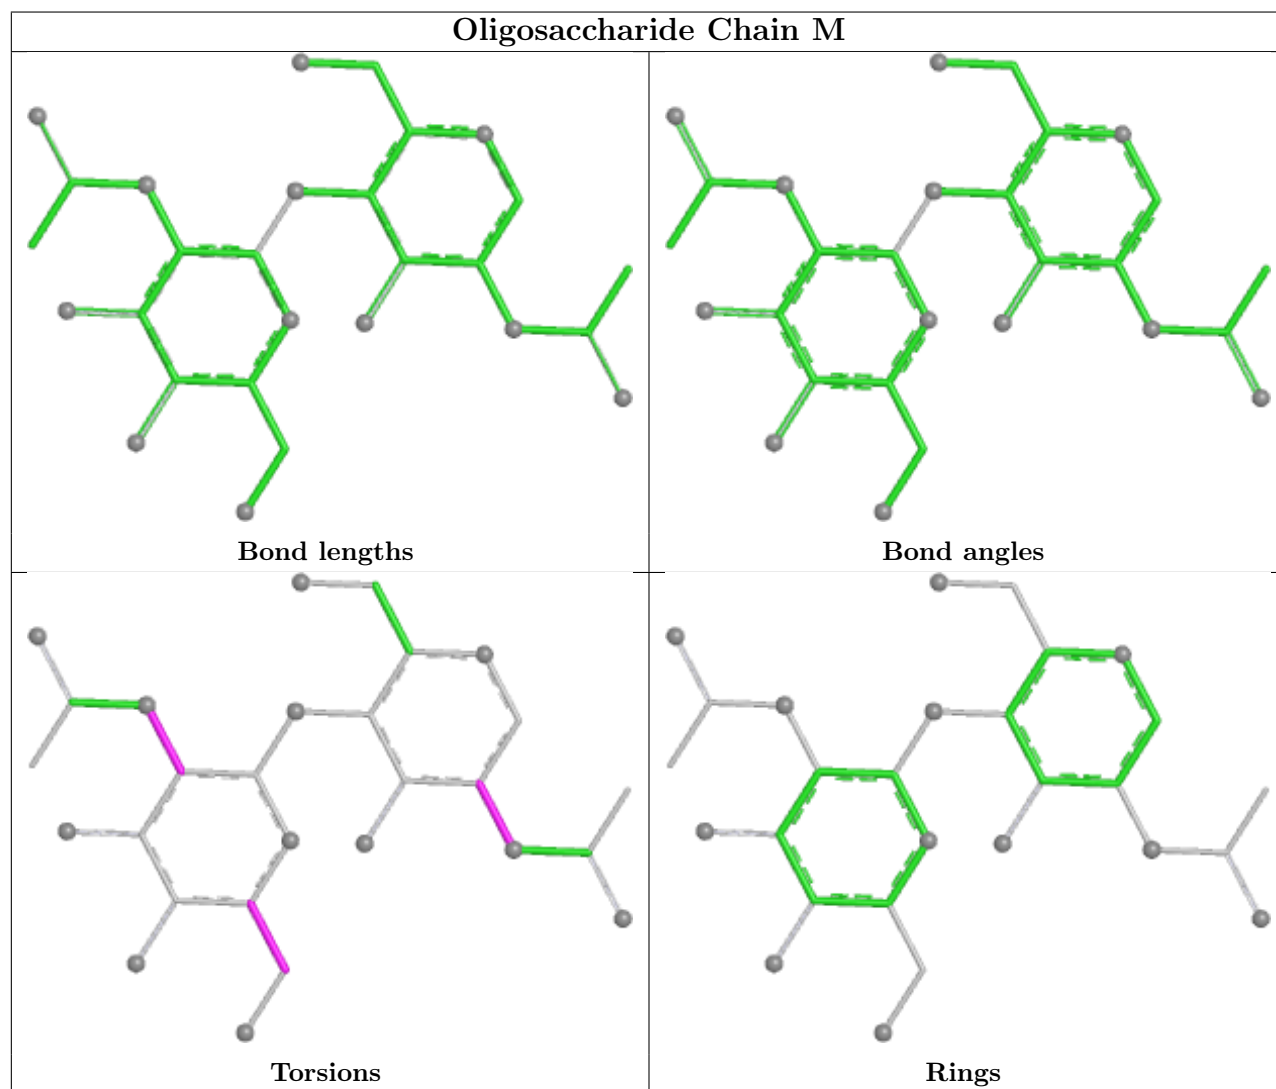 Oligosaccharide Chain M
Bond lengths
Bond angles
Torsions
Rings